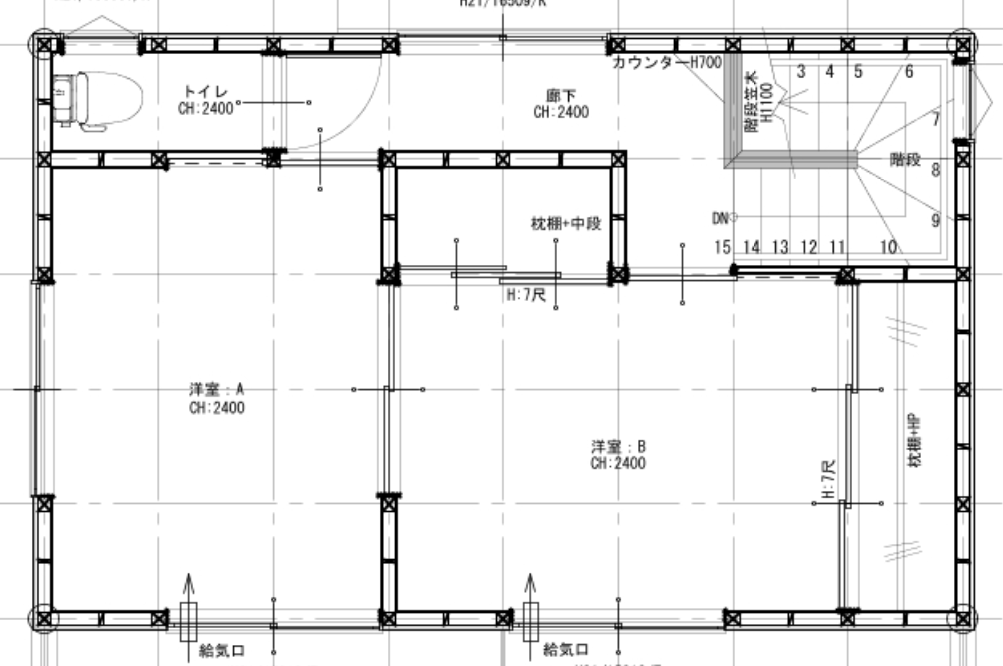 トイレ
CH:2400
廊下
CH:2400
カウンターH700
階段笠木
H1100
3
4
5
6
7
階段
8
枕棚+中段
DN
9
15
14
13
12
11
10
H:7尺
洋室：A
CH:2400
洋室：B
CH:2400
H:7尺
枕棚+HP
給気口
給気口